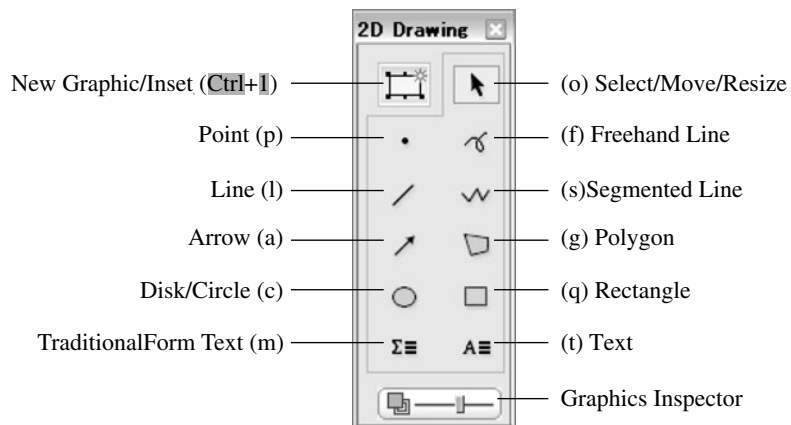 2D Drawing
New Graphic/Inset (Ctrl+1)
(o) Select/Move/Resize
Point (p)
(f) Freehand Line
Line (l)
(s)Segmented Line
Arrow (a)
(g) Polygon
Disk/Circle (c)
(q) Rectangle
TraditionalForm Text (m)
Σ
A
(t) Text
Graphics Inspector